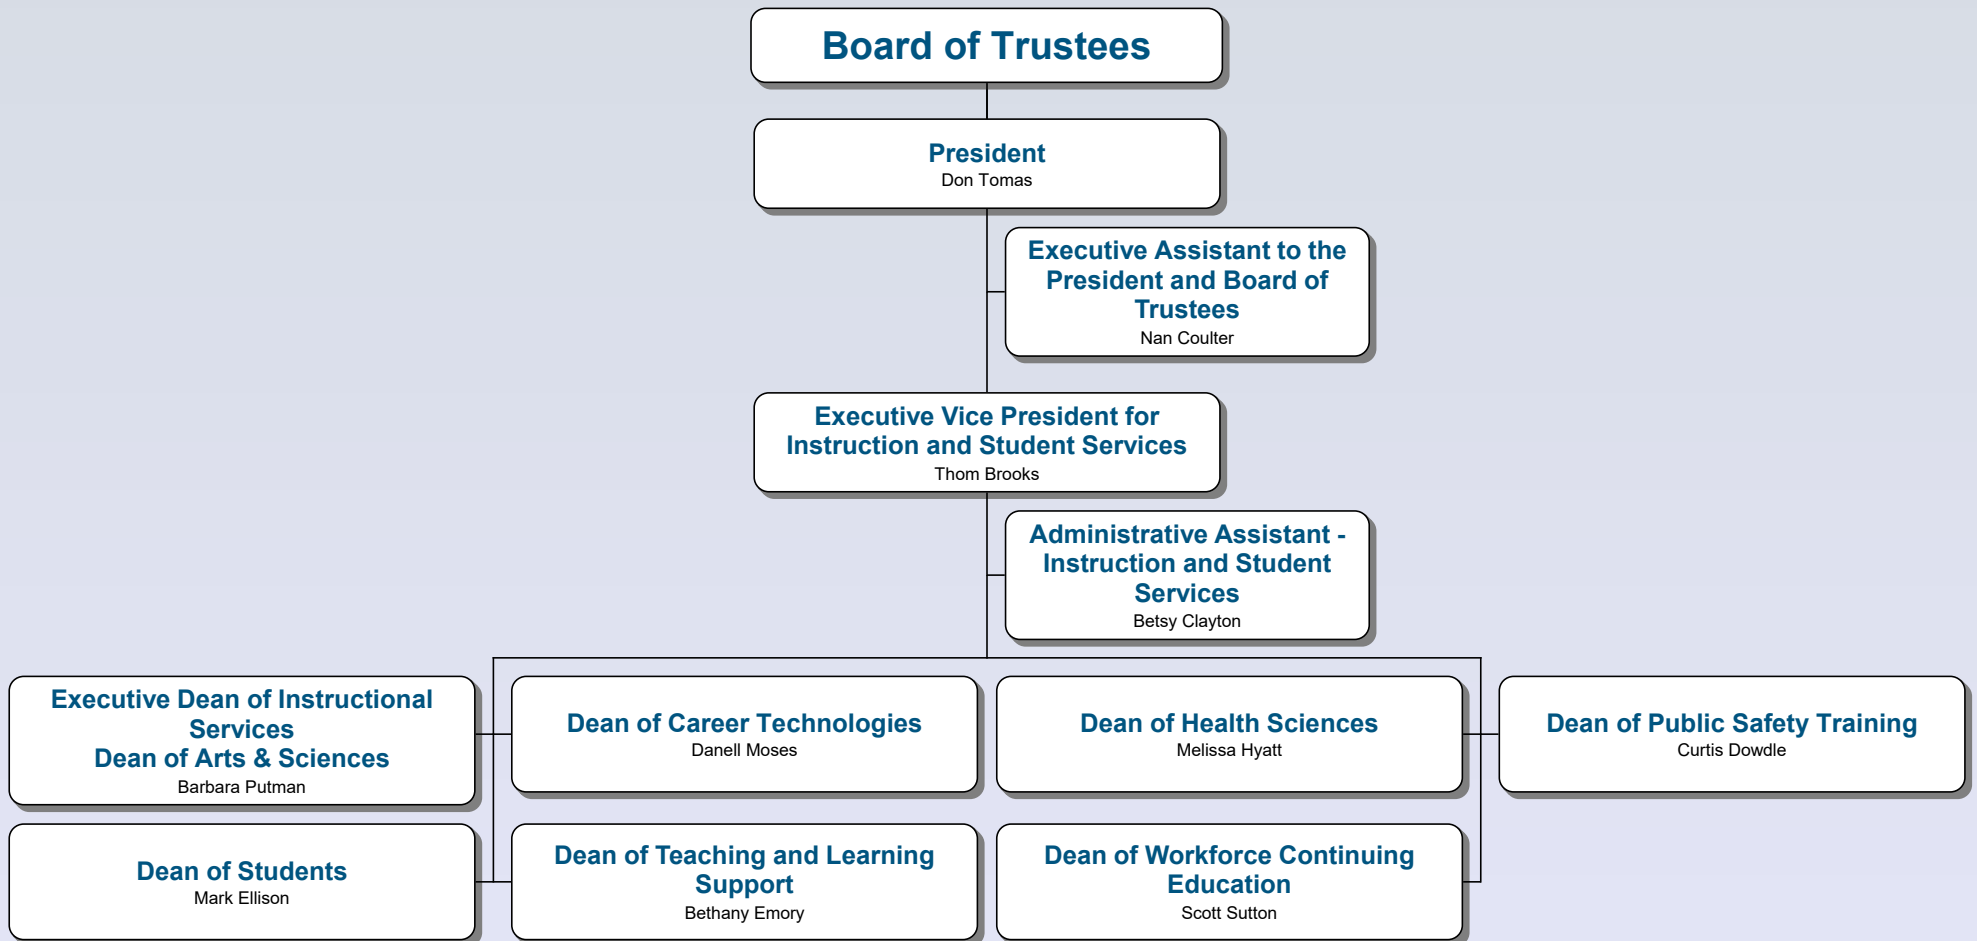 Board of Trustees
President
Don Tomas
Executive Assistant to the
President and Board of
Trustees
Nan Coulter
Executive Vice President for
Instruction and Student Services
Thom Brooks
Administrative Assistant -
Instruction and Student
Services
Betsy Clayton
Executive Dean of Instructional
Services
Dean of Arts & Sciences
Barbara Putman
Dean of Career Technologies
Danell Moses
Dean of Health Sciences
Melissa Hyatt
Dean of Public Safety Training
Curtis Dowdle
Dean of Students
Mark Ellison
Dean of Teaching and Learning
Support
Bethany Emory
Dean of Workforce Continuing
Education
Scott Sutton